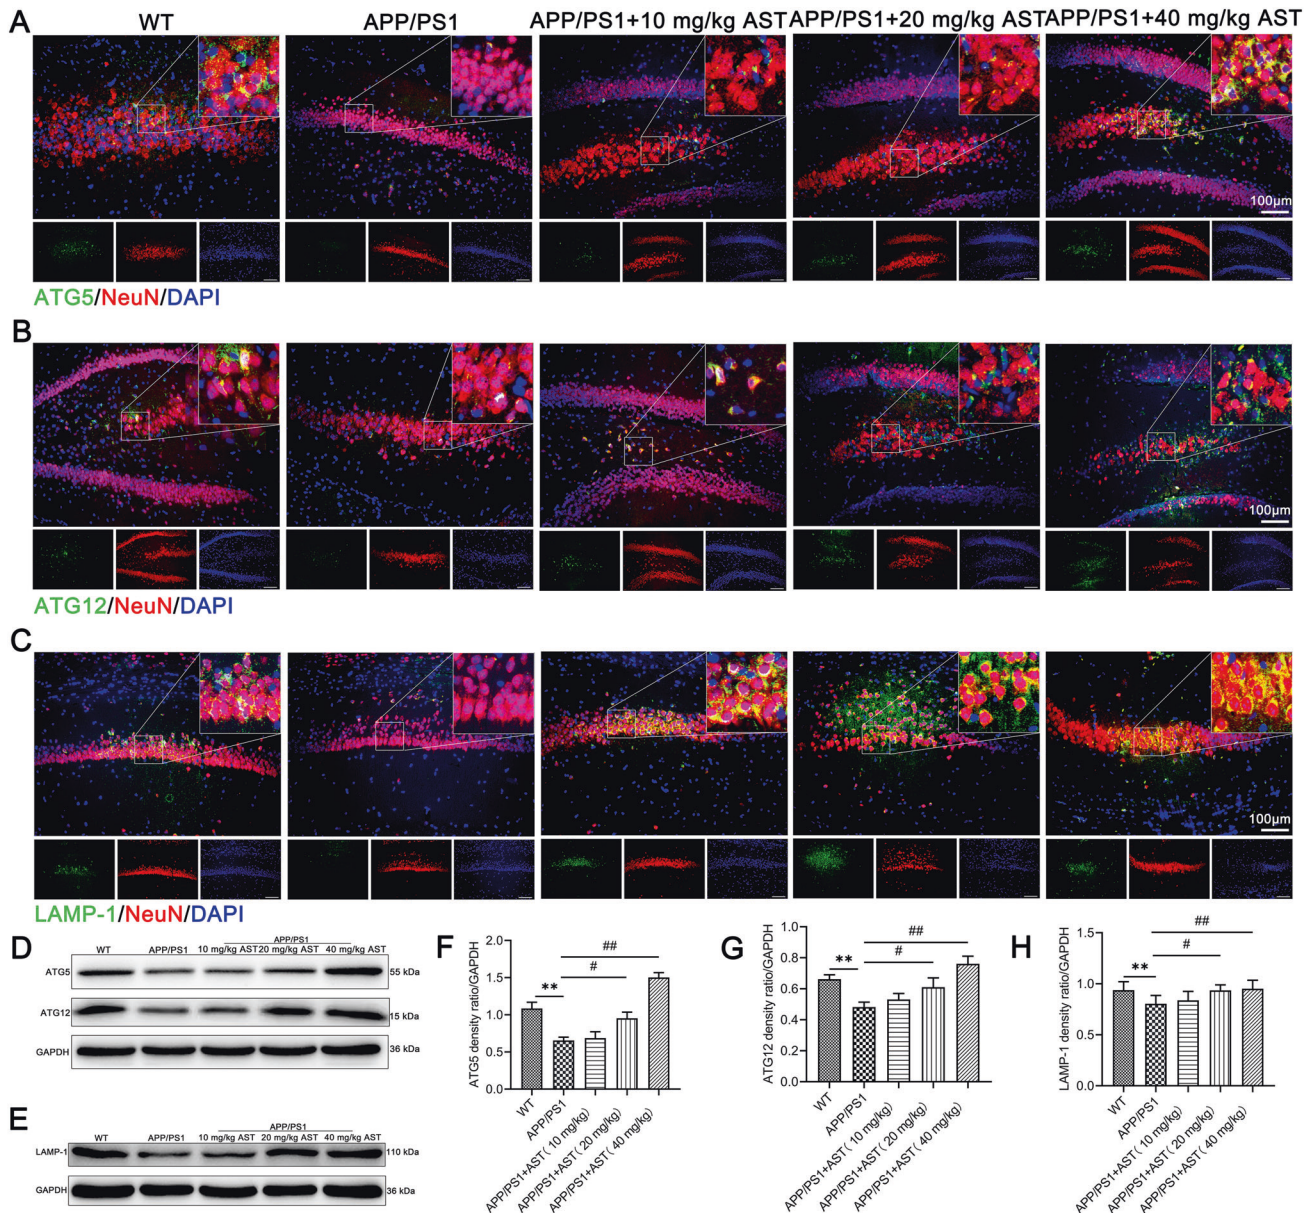 A
WT
APP/PS1
APP/PS1+10 mg/kg AST
APP/PS1+20 mg/kg AST
APP/PS1+40 mg/kg AST
100μm
ATG5/NeuN/DAPI
B
100μm
ATG12/NeuN/DAPI
C
100μm
LAMP-1/NeuN/DAPI
D
APP/PS1
WT
APP/PS1
10 mg/kg AST
20 mg/kg AST
40 mg/kg AST
ATG5
55 kDa
ATG12
15 kDa
GAPDH
36 kDa
E
APP/PS1
WT
APP/PS1
10 mg/kg AST
20 mg/kg AST
40 mg/kg AST
LAMP-1
110 kDa
GAPDH
36 kDa
F
ATG5 density ratio/GAPDH
2.0
1.5
1.0
0.5
0.0
##
#
**
WT
APP/PS1
APP/PS1+AST( 10 mg/kg)
APP/PS1+AST( 20 mg/kg)
APP/PS1+AST( 40 mg/kg)
G
ATG12 density ratio/GAPDH
1.0
0.8
0.6
0.4
0.2
0.0
##
#
**
WT
APP/PS1
APP/PS1+AST( 10 mg/kg)
APP/PS1+AST( 20 mg/kg)
APP/PS1+AST( 40 mg/kg)
H
LAMP-1 density ratio/GAPDH
1.5
1.0
0.5
0.0
##
#
**
WT
APP/PS1
APP/PS1+AST( 10 mg/kg)
APP/PS1+AST( 20 mg/kg)
APP/PS1+AST( 40 mg/kg)